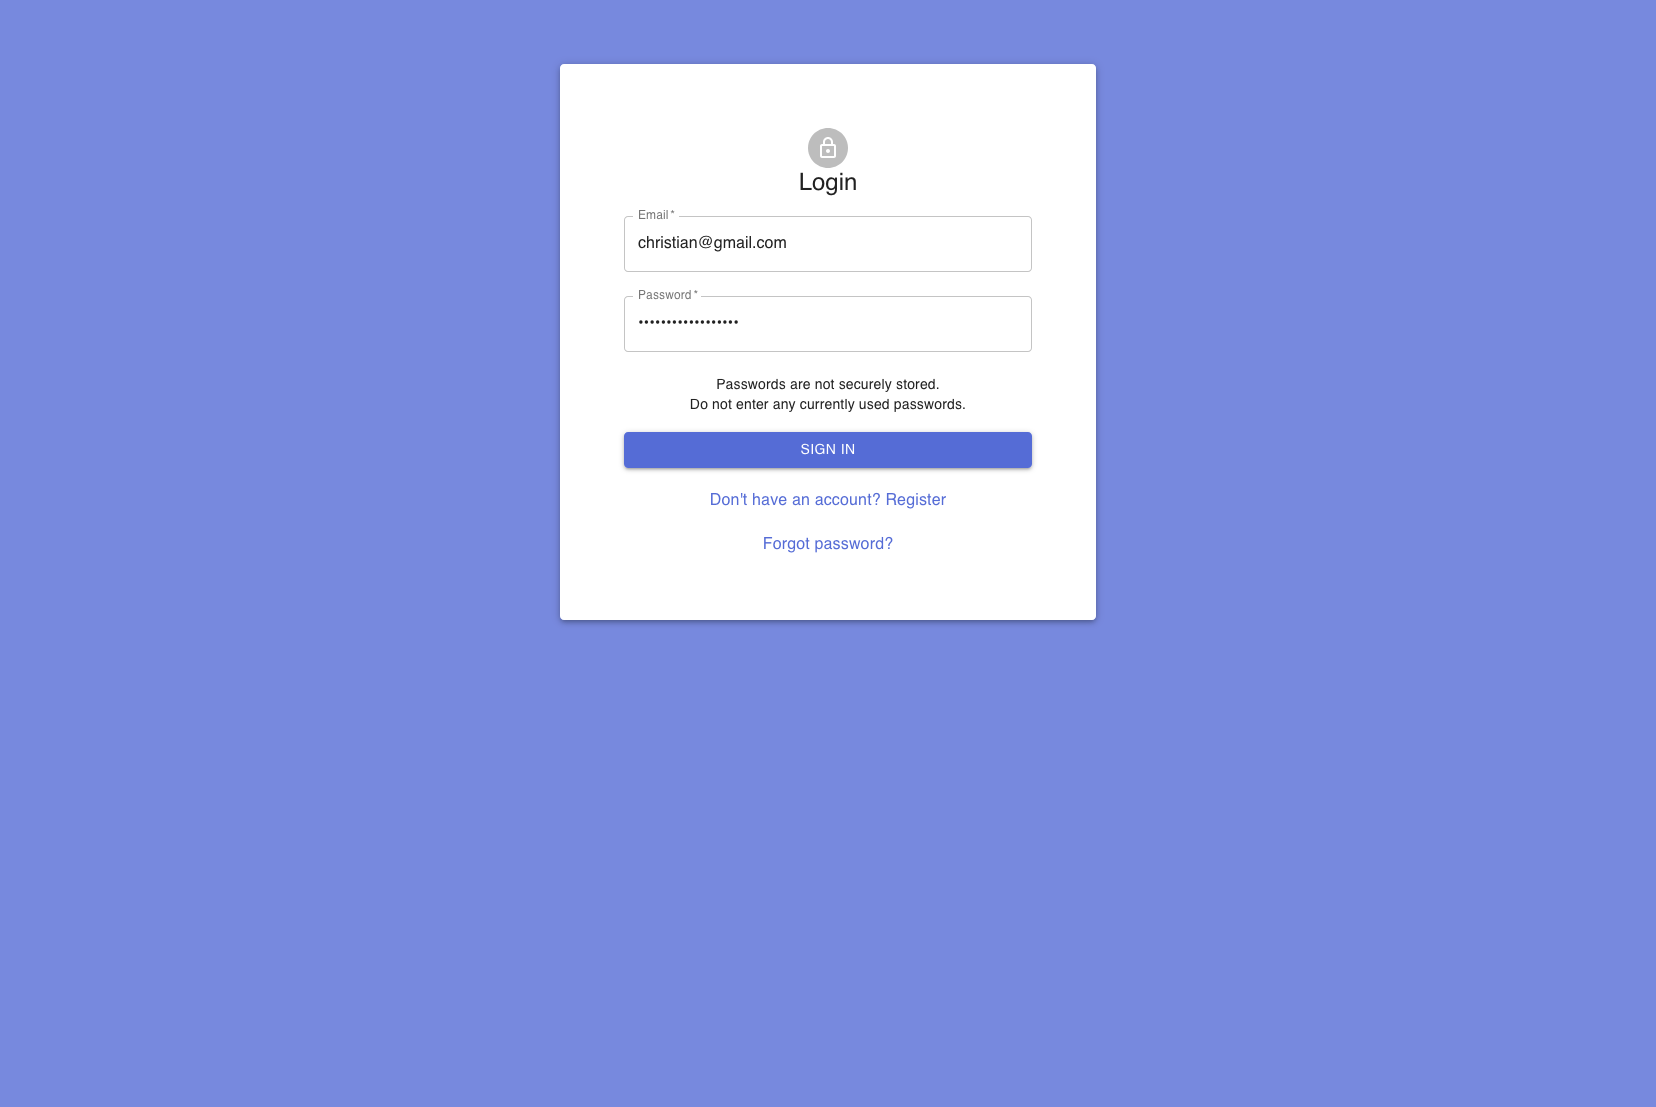 Login
Email *
christian@gmail.com
Password *
••••••••••••••••••
Passwords are not securely stored.
Do not enter any currently used passwords.
SIGN IN
Don't have an account? Register
Forgot password?